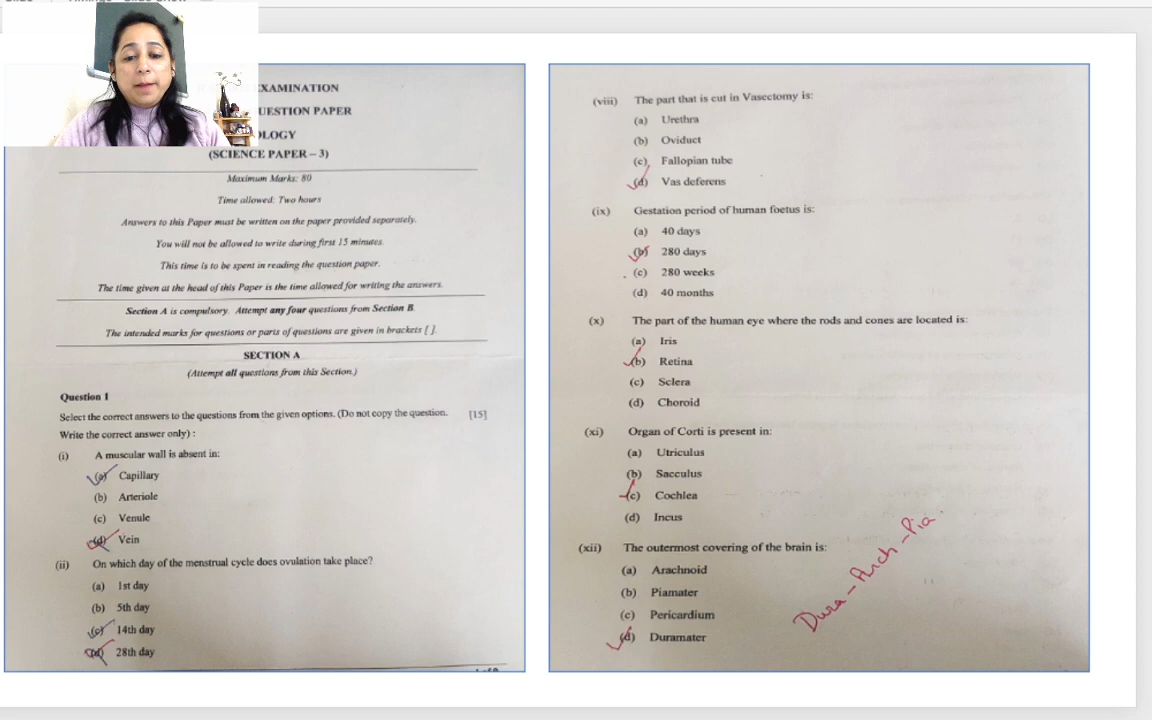 EXAMINATION
UESTION PAPER
LOGY
(SCIENCE PAPER – 3)
Maximum Marks: 80
Time allowed: Two hours
Answers to this Paper must be written on the paper provided separately.
You will not be allowed to write during first 15 minutes.
This time is to be spent in reading the question paper.
The time given at the head of this Paper is the time allowed for writing the answers.
Section A is compulsory. Attempt any four questions from Section B.
The intended marks for questions or parts of questions are given in brackets [ ].
SECTION A
(Attempt all questions from this Section.)
Question 1
Select the correct answers to the questions from the given options. (Do not copy the question. [15]
Write the correct answer only) :
(i) A muscular wall is absent in:
(a) Capillary
(b) Arteriole
(c) Venule
(d) Vein
(ii) On which day of the menstrual cycle does ovulation take place?
(a) 1st day
(b) 5th day
(c) 14th day
(d) 28th day
(viii) The part that is cut in Vasectomy is:
(a) Urethra
(b) Oviduct
(c) Fallopian tube
(d) Vas deferens
(ix) Gestation period of human foetus is:
(a) 40 days
(b) 280 days
(c) 280 weeks
(d) 40 months
(x) The part of the human eye where the rods and cones are located is:
(a) Iris
(b) Retina
(c) Sclera
(d) Choroid
(xi) Organ of Corti is present in:
(a) Utriculus
(b) Sacculus
(c) Cochlea
(d) Incus
(xii) The outermost covering of the brain is:
(a) Arachnoid
(b) Piamater
(c) Pericardium
(d) Duramater
Dura – Arch – Pia.